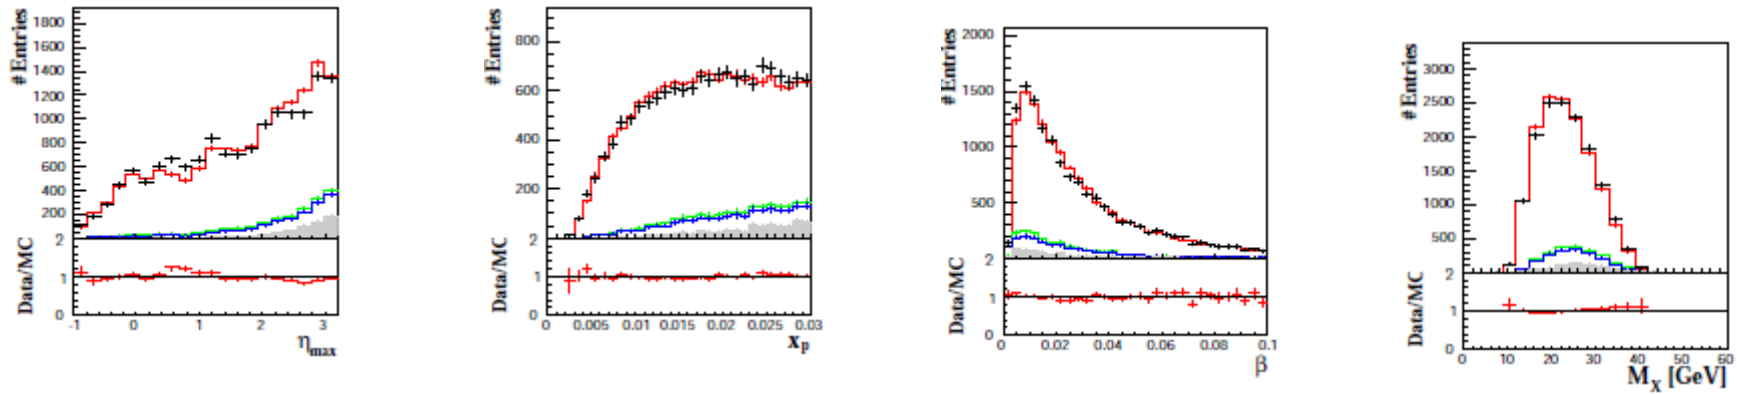 # Entries
1800
1600
1400
1200
1000
800
600
400
200
Data/MC
2
1
0
-1 0 1 2 3
ηmax
# Entries
800
600
400
200
Data/MC
2
1
0
0 0.005 0.01 0.015 0.02 0.025 0.03
xp
# Entries
2000
1500
1000
500
Data/MC
2
1
0
0 0.02 0.04 0.06 0.08 0.1
β
# Entries
3000
2500
2000
1500
1000
500
Data/MC
2
1
0
0 10 20 30 40 50 60
MX [GeV]